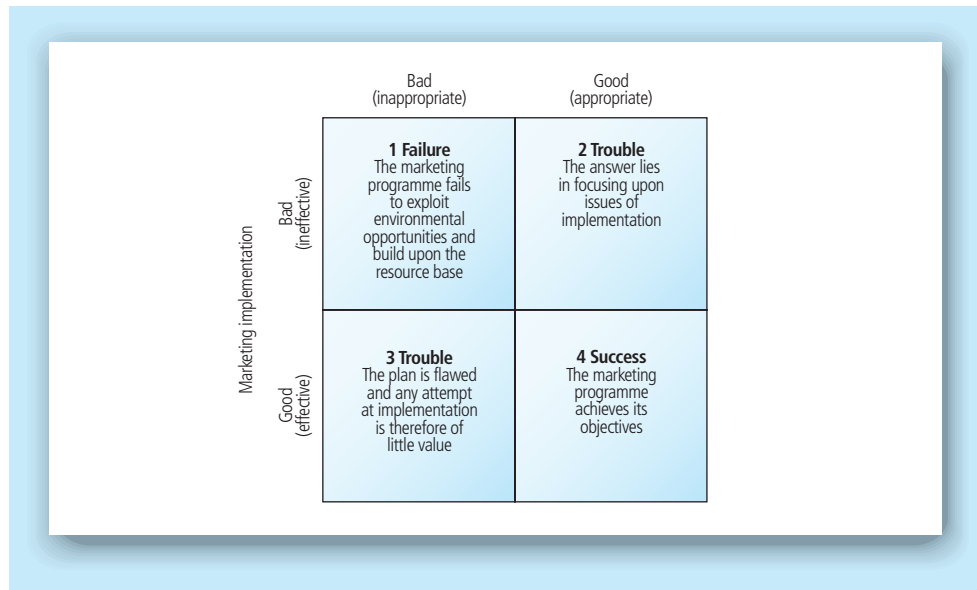 Bad
(inappropriate)
Good
(appropriate)
Marketing implementation
Bad
(ineffective)
1 Failure
The marketing
programme fails
to exploit
environmental
opportunities and
build upon the
resource base
2 Trouble
The answer lies
in focusing upon
issues of
implementation
Good
(effective)
3 Trouble
The plan is flawed
and any attempt
at implementation
is therefore of
little value
4 Success
The marketing
programme
achieves its
objectives